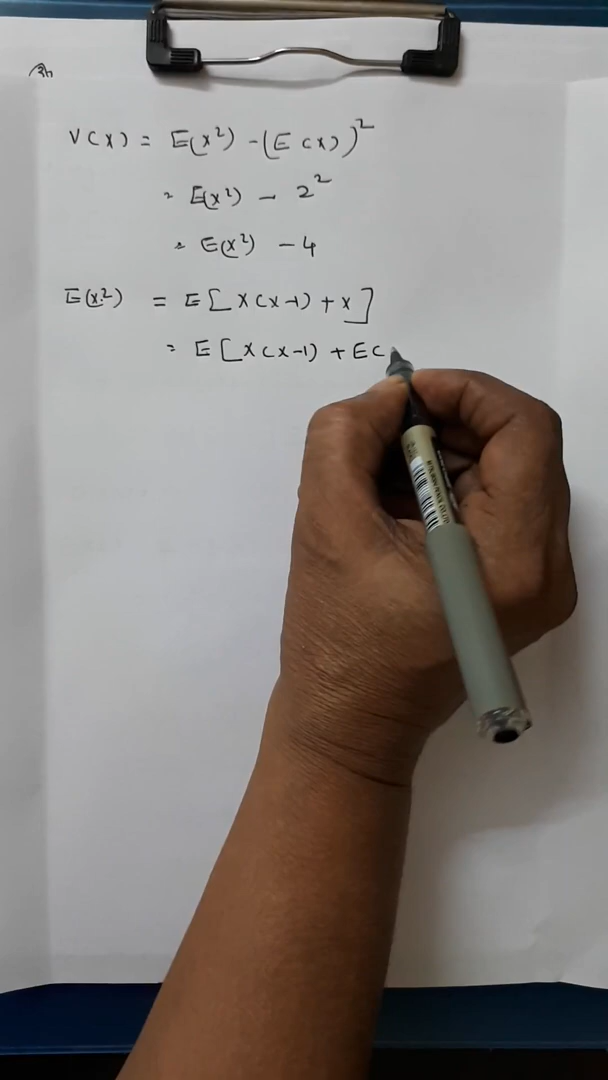 V(X) = E(X²) - (E(X))²
= E(X²) - 2²
= E(X²) - 4
E(X²) = E[X(X-1) + X]
= E[X(X-1) + E(